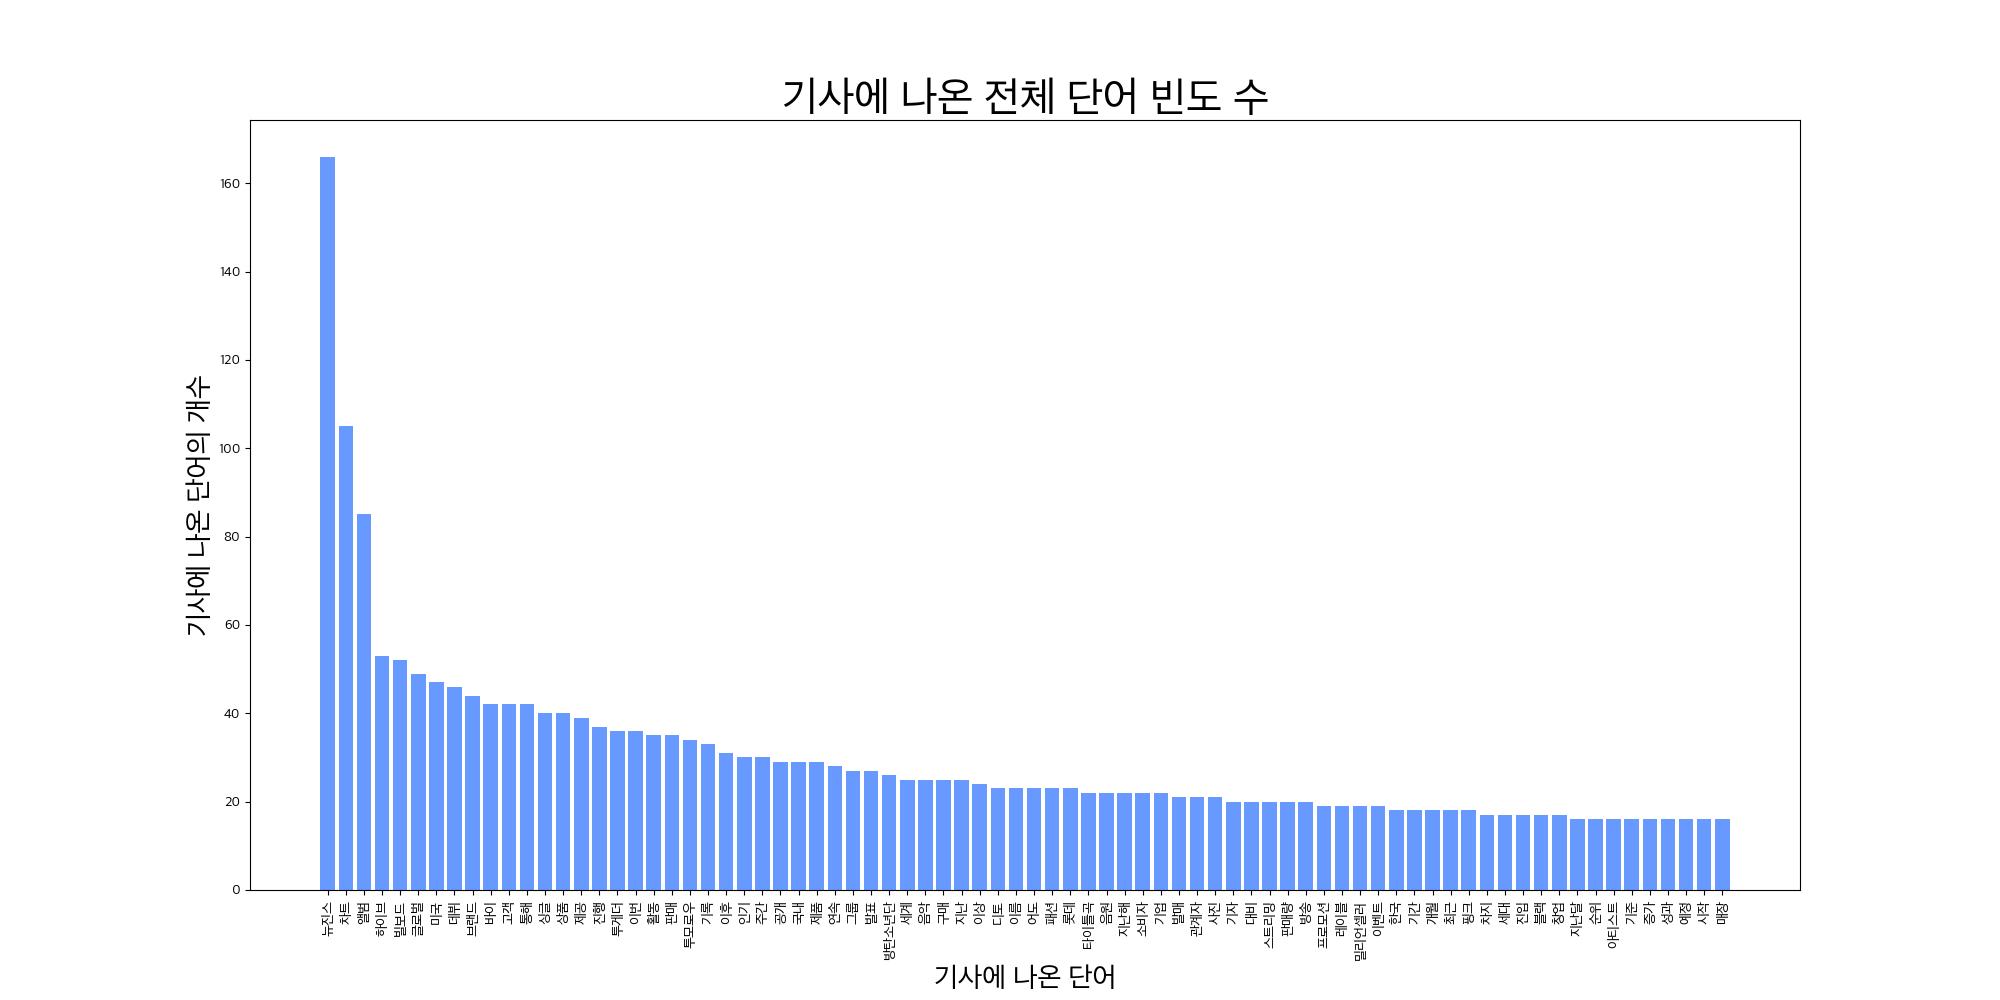 기사에 나온 전체 단어 빈도 수
기사에 나온 단어의 개수
160
140
120
100
80
60
40
20
0
뉴진스
차트
앨범
하이브
빌보드
글로벌
미국
데뷔
브랜드
바이
고객
통해
싱글
상품
제공
진행
투게더
이번
활동
판매
투모로우
기록
이후
인기
주간
공개
국내
제품
연속
그룹
발표
방탄소년단
세계
음악
구매
지난
이상
디토
이름
어도
패션
롯데
타이틀곡
음원
지난해
소비자
기업
발매
관계자
사진
기자
대비
스트리밍
판매량
방송
프로모션
레이블
밀리언셀러
이벤트
한국
기간
개월
최근
핑크
차지
세대
진입
블랙
창업
지난달
순위
아티스트
기준
증가
성과
예정
시작
매장
기사에 나온 단어